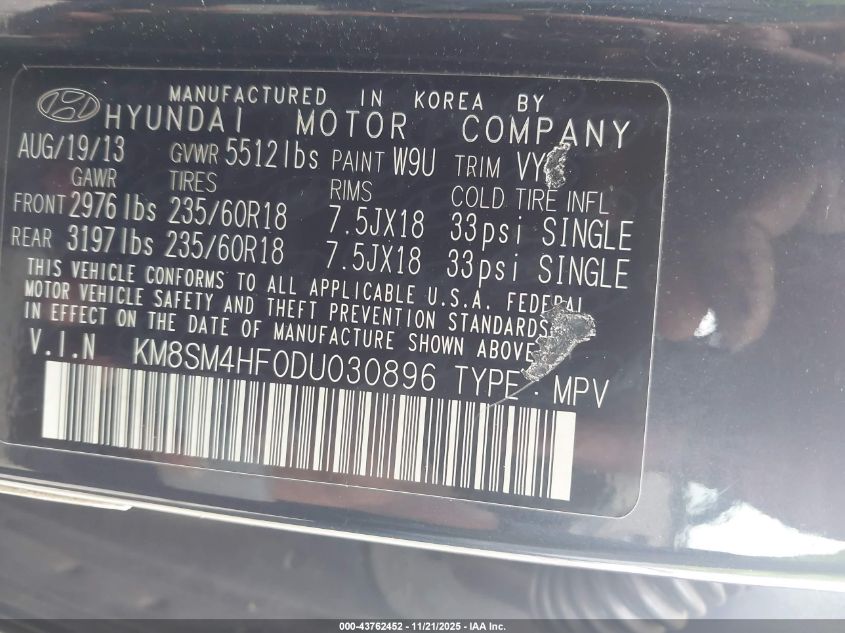 MANUFACTURED IN KOREA BY
HYUNDAI MOTOR COMPANY
AUG/19/13 GVWR 5512lbs PAINT W9U TRIM VY
GAWR TIRES RIMS COLD TIRE INFL
FRONT 2976lbs 235/60R18 7.5JX18 33psi SINGLE
REAR 3197lbs 235/60R18 7.5JX18 33psi SINGLE
THIS VEHICLE CONFORMS TO ALL APPLICABLE U.S.A. FEDERAL
MOTOR VEHICLE SAFETY AND THEFT PREVENTION STANDARDS
IN EFFECT ON THE DATE OF MANUFACTURE SHOWN ABOVE
V.I.N KM8SM4HF0DU030896 TYPE : MPV
000-43762452 - 11/21/2025 - IAA Inc.